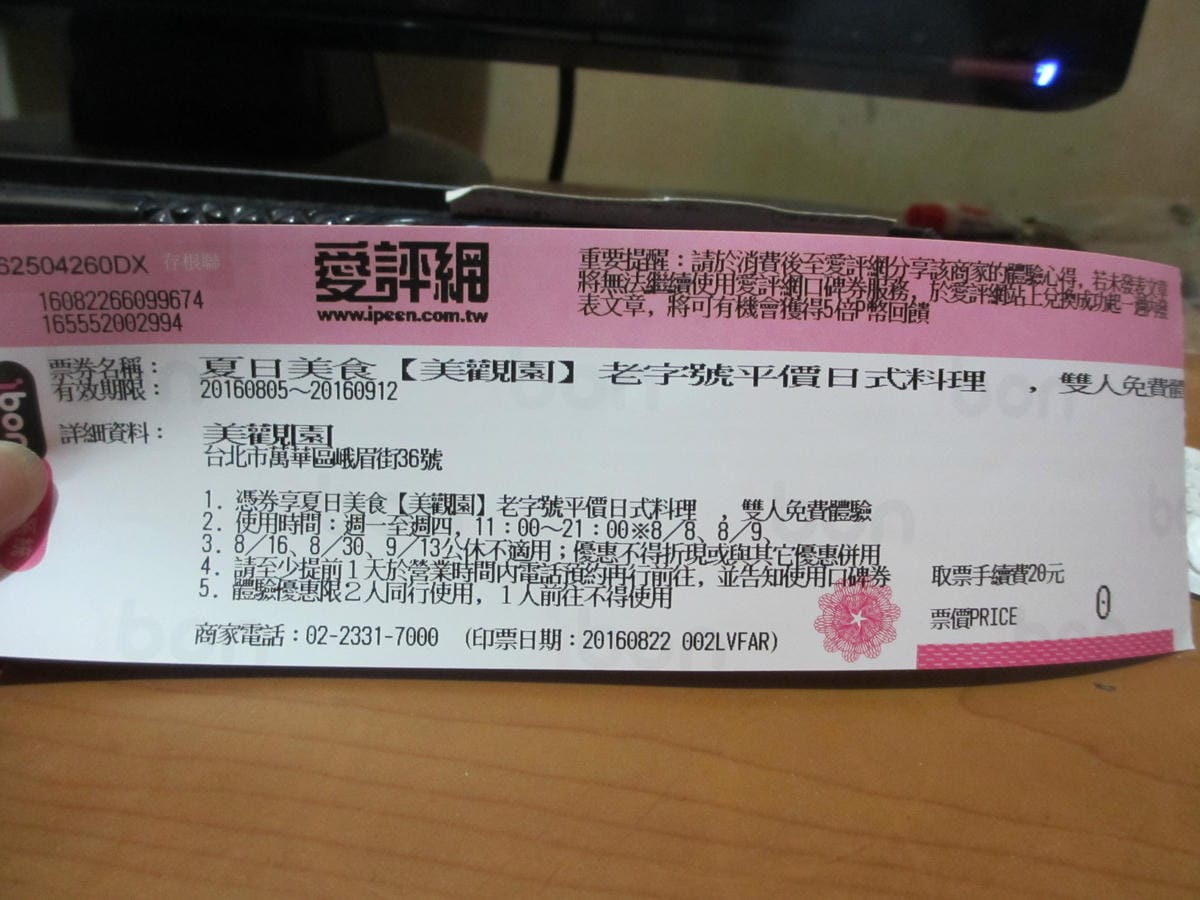 62504260DX 存根聯
16082266099674
165552002994
愛評網
www.ipeen.com.tw
重要提醒：請於消費後至愛評網分享該商家的體驗心得，若未發表文章
將無法繼續使用愛評網口碑券服務，於愛評網站上兌換成功起一週內發
表文章，將可有機會獲得5倍P幣回饋
票券名稱： 夏日美食【美觀園】老字號平價日式料理 ，雙人免費體
有效期限： 20160805～20160912
詳細資料： 美觀園
台北市萬華區峨眉街36號
1. 憑券享夏日美食【美觀園】老字號平價日式料理 ，雙人免費體驗
2. 使用時間：週一至週四，11：00～21：00※8／8、8／9、
3. 8／16、8／30、9／13公休不適用；優惠不得折現或與其它優惠併用
4. 請至少提前1天於營業時間內電話預約再行前往，並告知使用口碑券
5. 體驗優惠限2人同行使用，1人前往不得使用
商家電話：02-2331-7000 (印票日期：20160822 002LVFAR)
取票手續費20元
票價PRICE 0
ibon